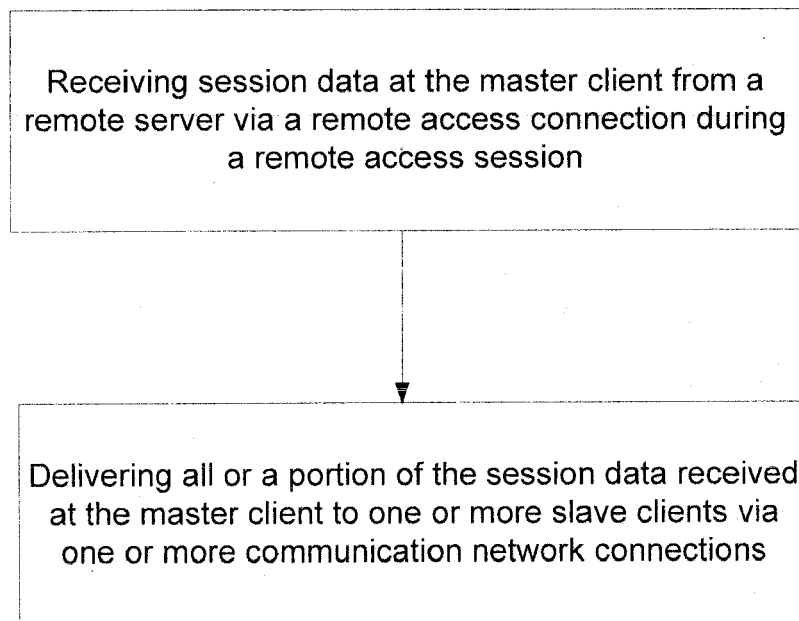 Receiving session data at the master client from a
remote server via a remote access connection during
a remote access session
Delivering all or a portion of the session data received
at the master client to one or more slave clients via
one or more communication network connections